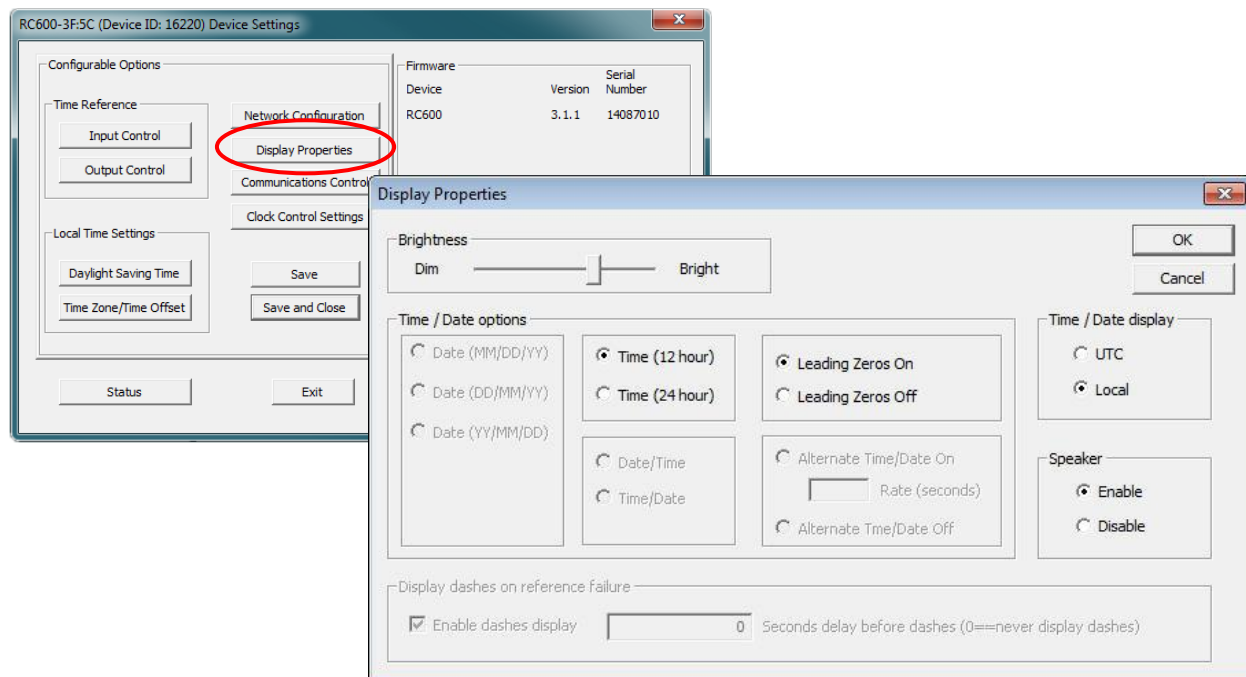 RC600-3F:5C (Device ID: 16220) Device Settings
Configurable Options
Time Reference
Input Control
Output Control
Local Time Settings
Daylight Saving Time
Time Zone/Time Offset
Network Configuration
Display Properties
Communications Control
Clock Control Settings
Save
Save and Close
Status
Exit
Firmware
Device Version Serial Number
RC600 3.1.1 14087010
Display Properties
Brightness
Dim Bright
OK
Cancel
Time / Date options
Date (MM/DD/YY)
Date (DD/MM/YY)
Date (YY/MM/DD)
Time (12 hour)
Time (24 hour)
Date/Time
Time/Date
Leading Zeros On
Leading Zeros Off
Alternate Time/Date On
Rate (seconds)
Alternate Tme/Date Off
Time / Date display
UTC
Local
Speaker
Enable
Disable
Display dashes on reference failure
Enable dashes display 0 Seconds delay before dashes (0==never display dashes)